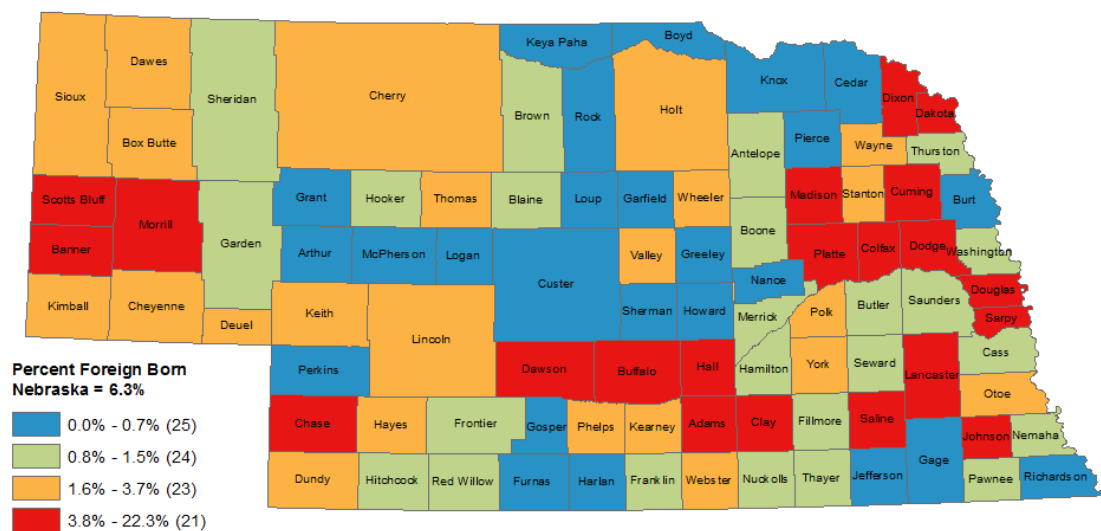 Keya Paha
Boyd
Dawes
Sioux
Sheridan
Cherry
Brown
Rock
Holt
Knox
Cedar
Dixon
Dakota
Box Butte
Antelope
Pierce
Wayne
Thurston
Scotts Bluff
Morrill
Grant
Hooker
Thomas
Blaine
Loup
Garfield
Wheeler
Madison
Stanton
Cuming
Burt
Banner
Garden
Arthur
McPherson
Logan
Custer
Valley
Greeley
Boone
Platte
Colfax
Dodge
Washington
Kimball
Cheyenne
Deuel
Keith
Lincoln
Sherman
Howard
Nance
Merrick
Polk
Butler
Saunders
Douglas
Sarpy
Perkins
Dawson
Buffalo
Hall
Hamilton
York
Seward
Lancaster
Cass
Otoe
Chase
Hayes
Frontier
Gosper
Phelps
Kearney
Adams
Clay
Fillmore
Saline
Johnson
Nemaha
Dundy
Hitchcock
Red Willow
Furnas
Harlan
Franklin
Webster
Nuckolls
Thayer
Jefferson
Gage
Pawnee
Richardson
Percent Foreign Born
Nebraska = 6.3%
0.0% - 0.7% (25)
0.8% - 1.5% (24)
1.6% - 3.7% (23)
3.8% - 22.3% (21)